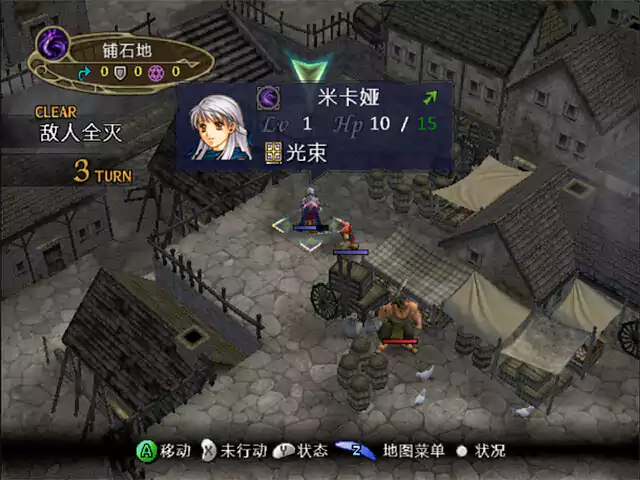 铺石地
0 0 0
CLEAR
敌人全灭
3 TURN
米卡娅
Lv 1 Hp 10 / 15
光束
A 移动 X 未行动 Y 状态 Z 地图菜单 状况